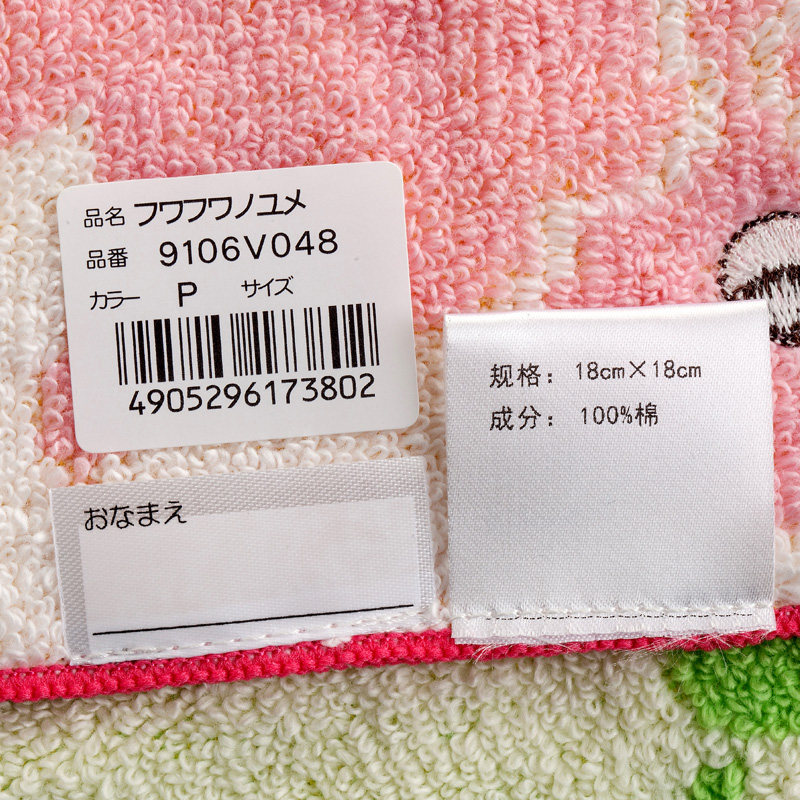 品名 フワフワノユメ
品番 9106V048
カラー P サイズ
4905296173802
おなまえ
规格: 18cm×18cm
成分: 100%棉